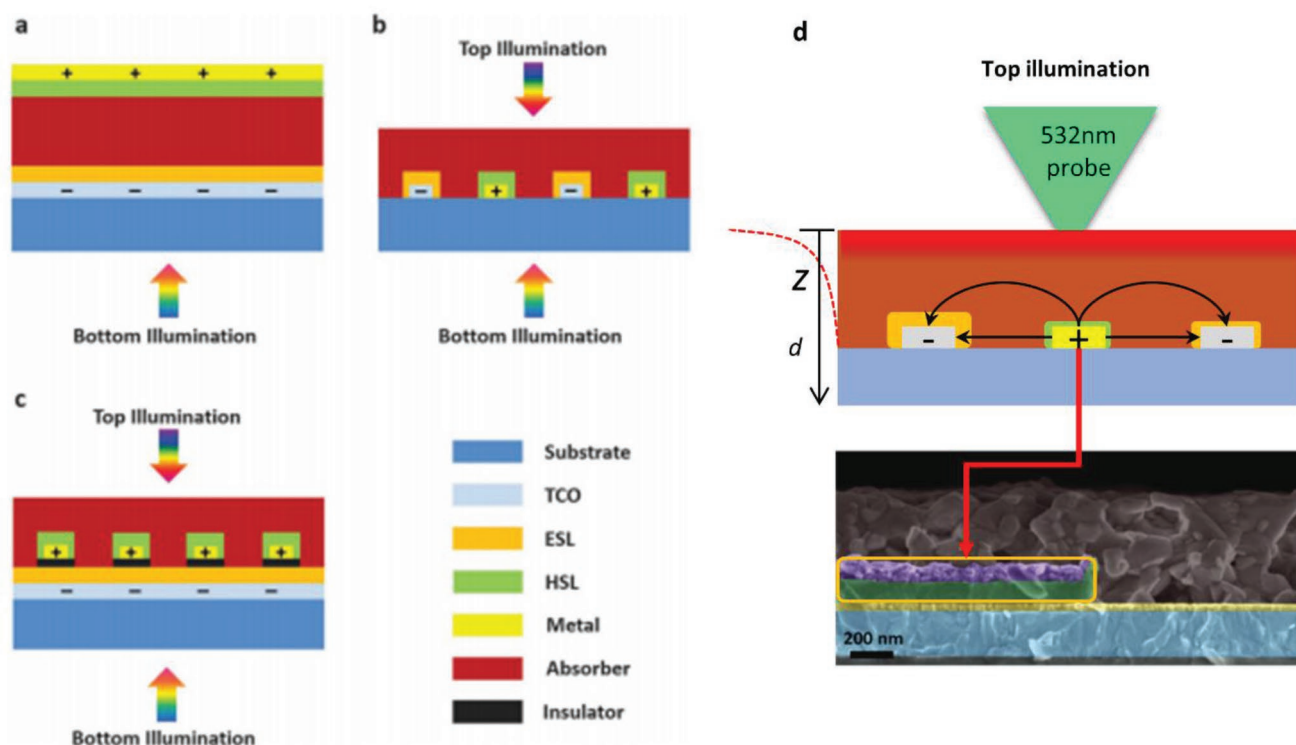 a
+ + + +
- - - -
Bottom Illumination
b
Top Illumination
- + - +
Bottom Illumination
c
Top Illumination
+ + + +
- - - -
Bottom Illumination
Substrate
TCO
ESL
HSL
Metal
Absorber
Insulator
d
Top illumination
532nm
probe
Z
d
- + -
200 nm